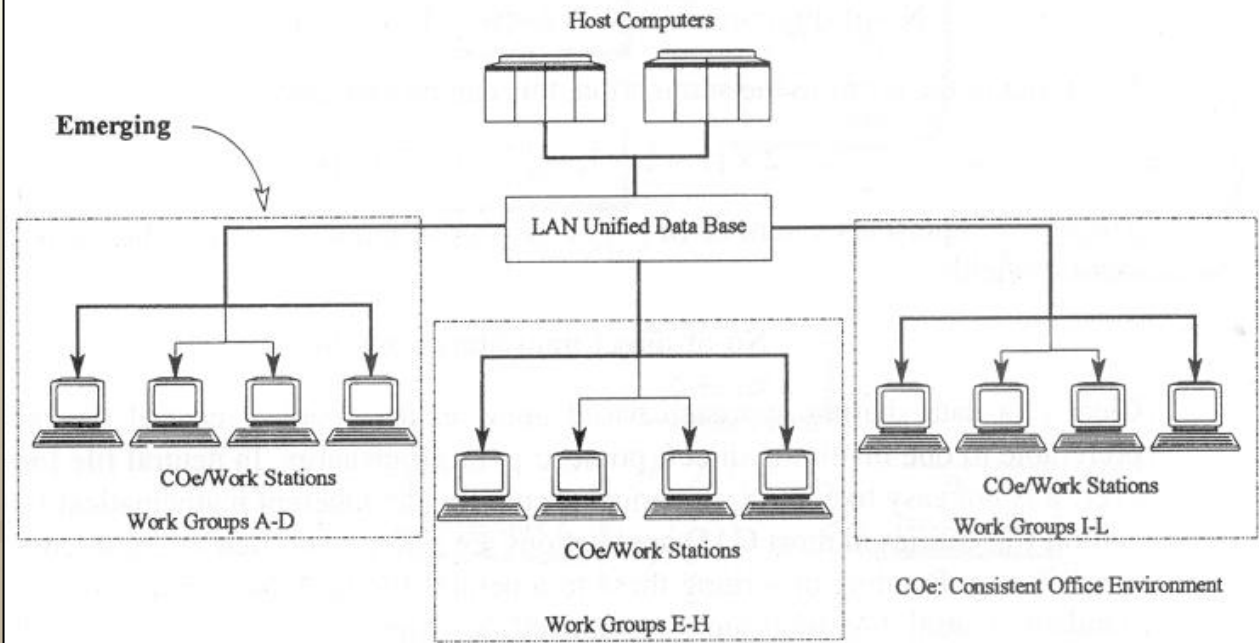 Host Computers
Emerging
LAN Unified Data Base
COe/Work Stations
Work Groups A-D
COe/Work Stations
Work Groups E-H
COe/Work Stations
Work Groups I-L
COe: Consistent Office Environment